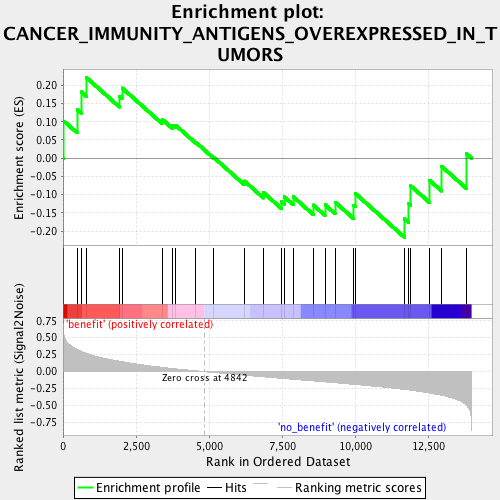 Enrichment plot:
CANCER_IMMUNITY_ANTIGENS_OVEREXPRESSED_IN_T
UMORS
Enrichment score (ES)
0.20
0.15
0.10
0.05
0.00
-0.05
-0.10
-0.15
-0.20
Ranked list metric (Signal2Noise)
0.75
0.50
0.25
0.00
-0.25
-0.50
-0.75
'benefit' (positively correlated)
Zero cross at 4842
'no_benefit' (negatively correlated)
0 2,500 5,000 7,500 10,000 12,500
Rank in Ordered Dataset
Enrichment profile Hits Ranking metric scores